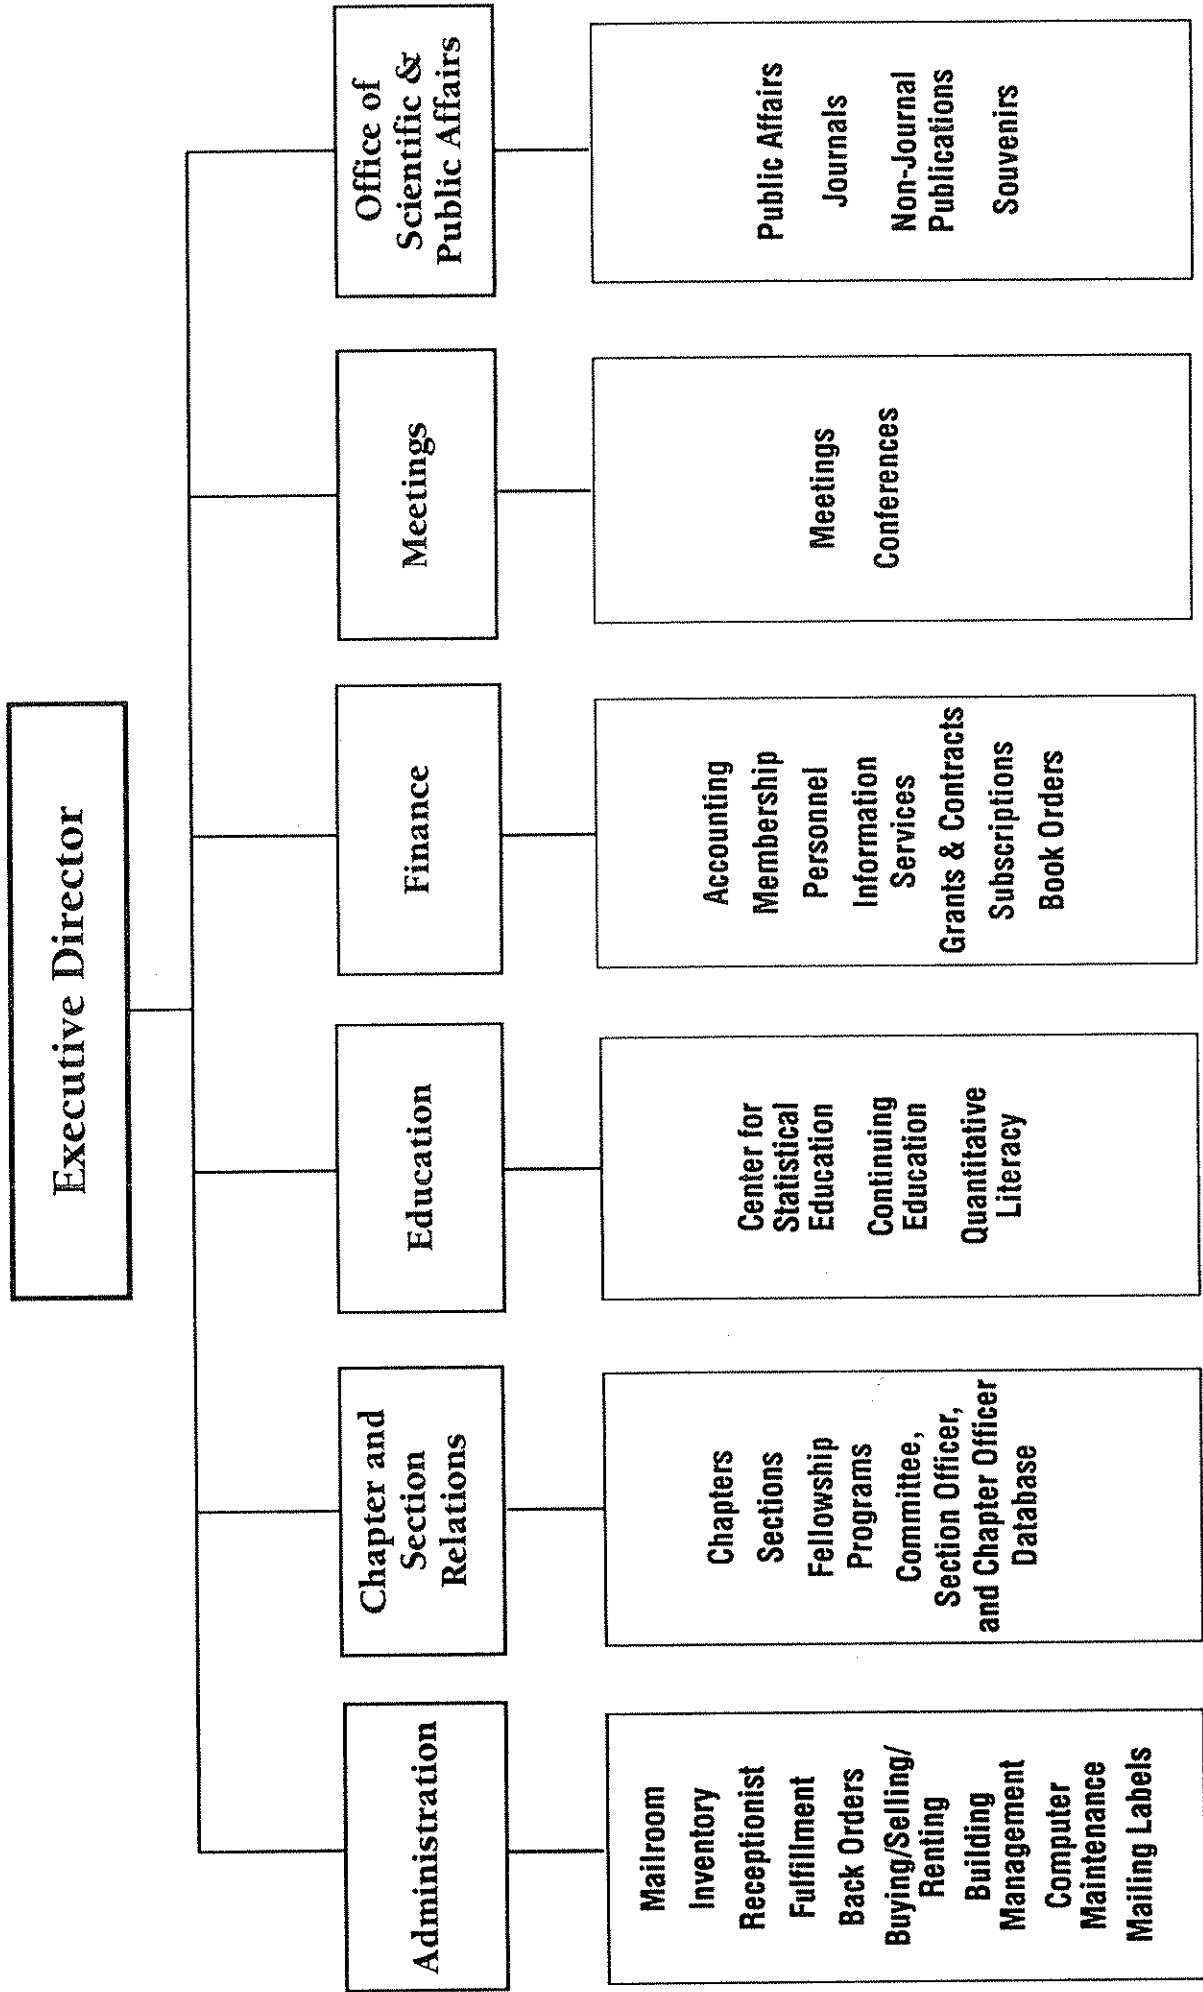 Executive Director
Administration
Chapter and
Section
Relations
Education
Finance
Meetings
Office of
Scientific &
Public Affairs
Mailroom
Inventory
Receptionist
Fulfillment
Back Orders
Buying/Selling/
Renting
Building
Management
Computer
Maintenance
Mailing Labels
Chapters
Sections
Fellowship
Programs
Committee,
Section Officer,
and Chapter Officer
Database
Center for
Statistical
Education
Continuing
Education
Quantitative
Literacy
Accounting
Membership
Personnel
Information
Services
Grants & Contracts
Subscriptions
Book Orders
Meetings
Conferences
Public Affairs
Journals
Non-Journal
Publications
Souvenirs